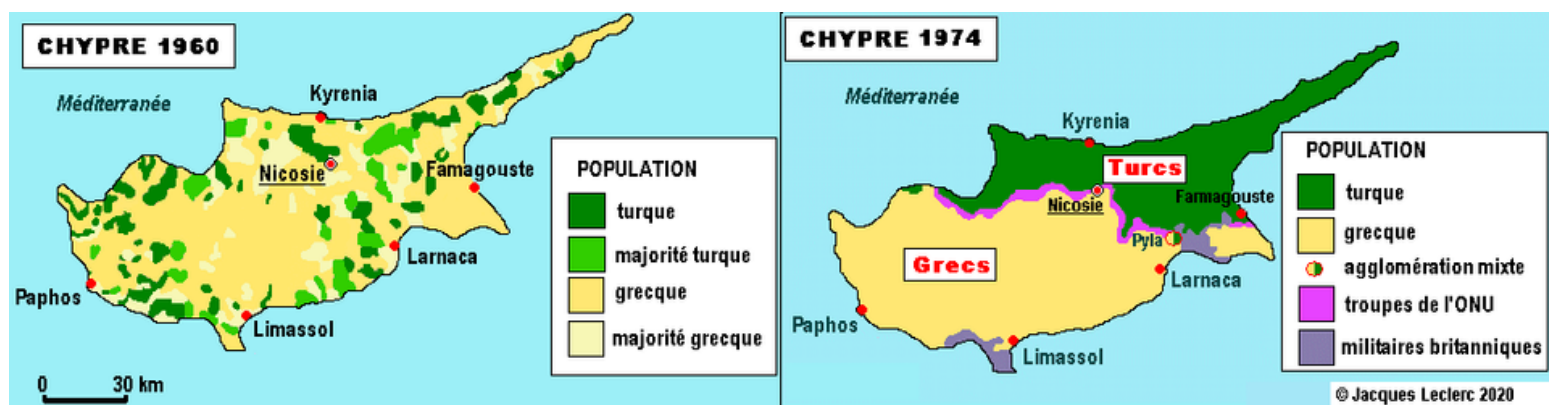 CHYPRE 1960
Méditerranée
Kyrenia
Nicosie
Famagouste
Larnaca
Paphos
Limassol
0 30 km
POPULATION
turque
majorité turque
grecque
majorité grecque
CHYPRE 1974
Méditerranée
Kyrenia
Turcs
Farmagouste
Nicosie
Pyla
Grecs
Larnaca
Paphos
Limassol
POPULATION
turque
grecque
agglomération mixte
troupes de l'ONU
militaires britanniques
© Jacques Leclerc 2020